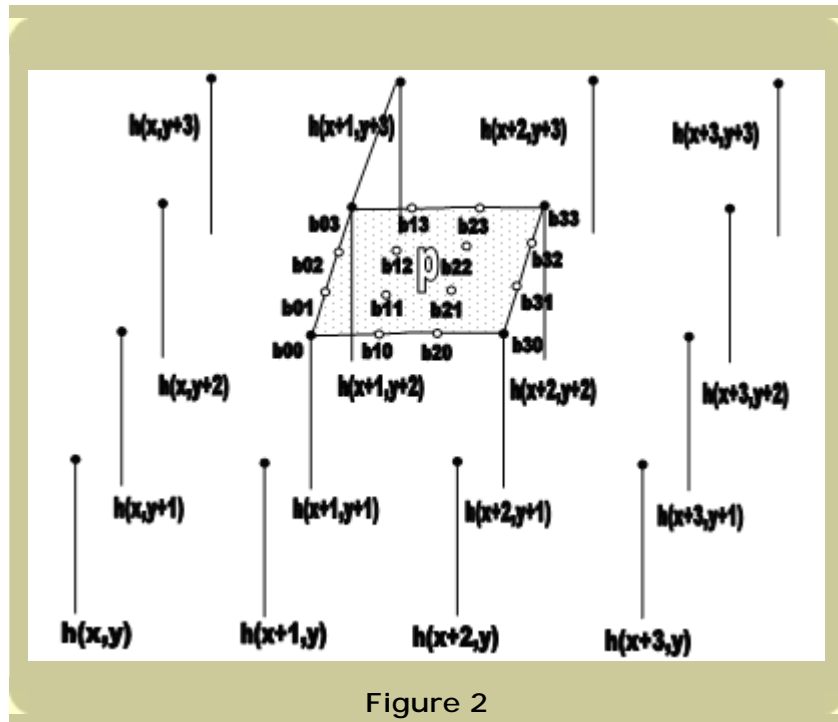 h(x,y+3) h(x+1,y+3) h(x+2,y+3) h(x+3,y+3)
b03 b13 b23 b33
b02 b12 p b22 b32
b01 b11 b21 b31
b00 b10 b20 b30
h(x,y+2) h(x+1,y+2) h(x+2,y+2) h(x+3,y+2)
h(x,y+1) h(x+1,y+1) h(x+2,y+1) h(x+3,y+1)
h(x,y) h(x+1,y) h(x+2,y) h(x+3,y)
Figure 2